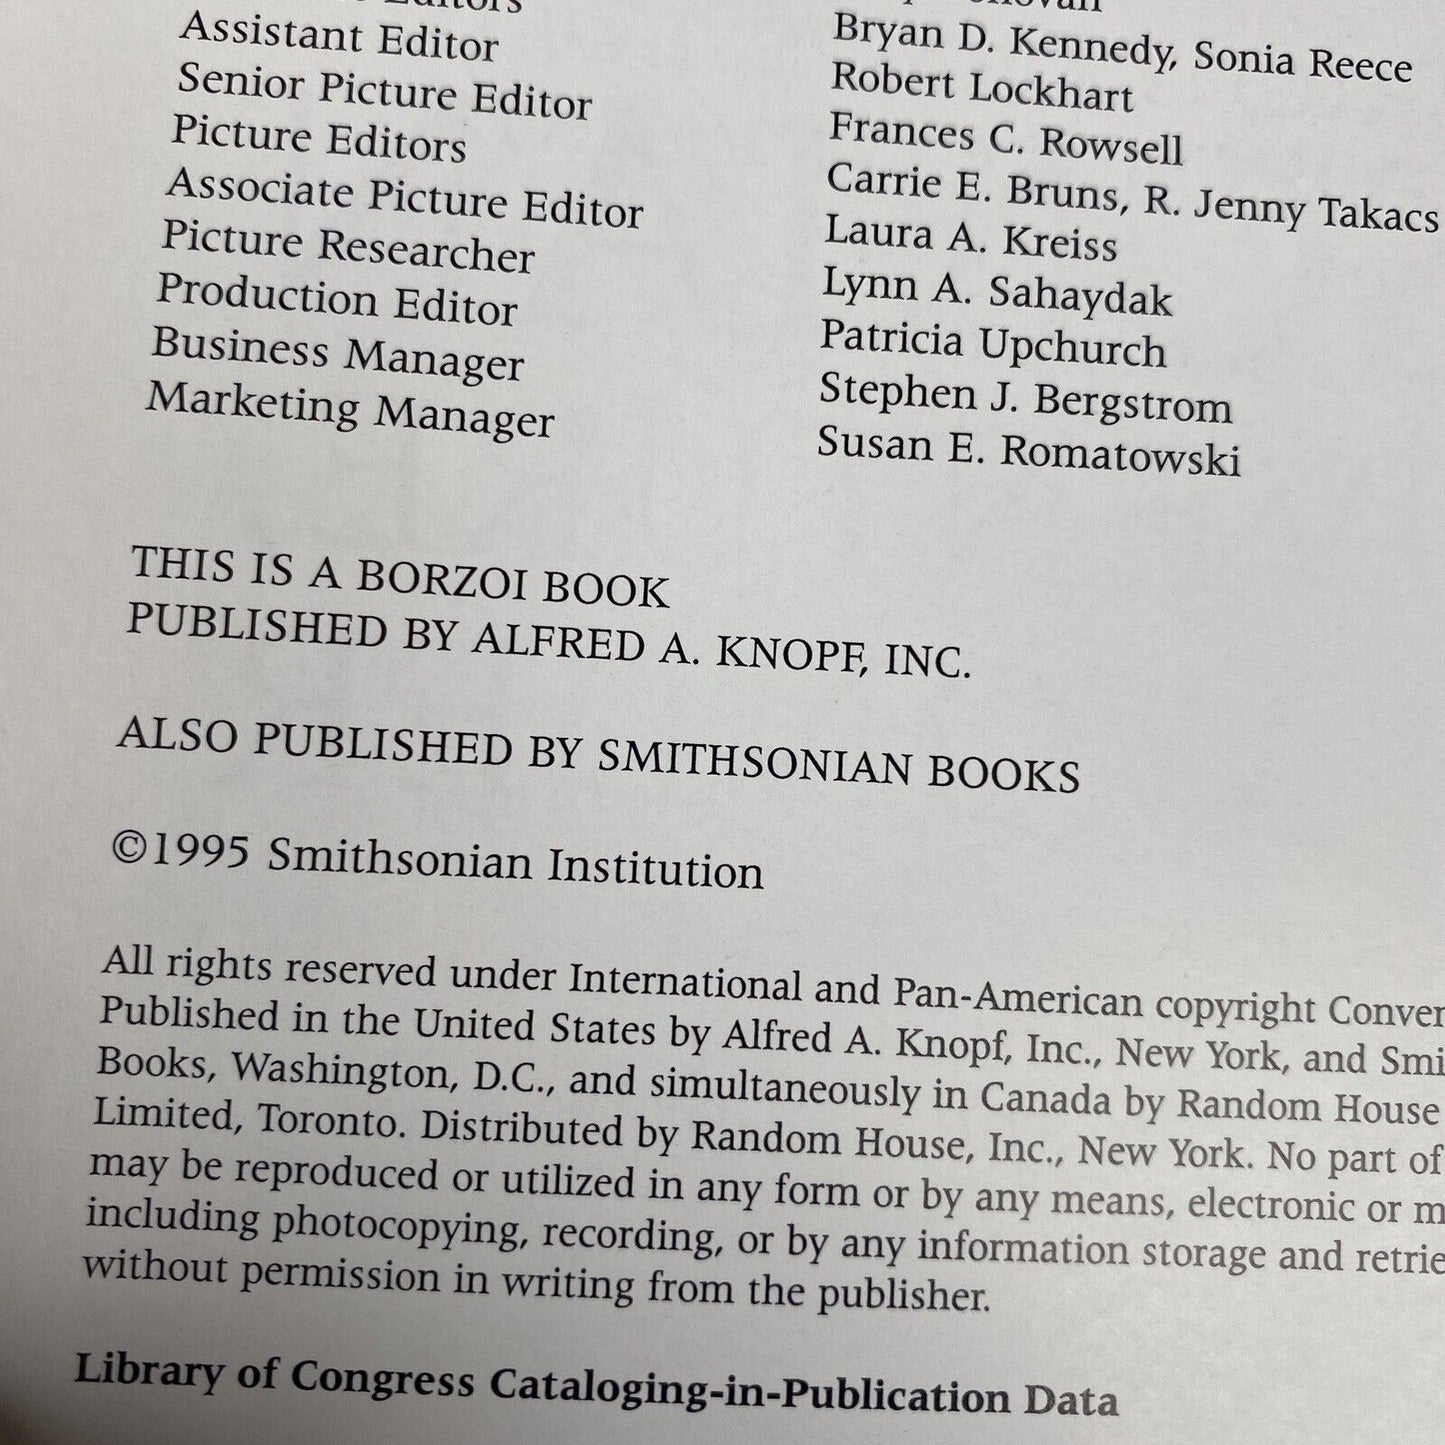 Editors Bryan D. Kennedy, Sonia Reece
Assistant Editor Robert Lockhart
Senior Picture Editor Frances C. Rowsell
Picture Editors Carrie E. Bruns, R. Jenny Takacs
Associate Picture Editor Laura A. Kreiss
Picture Researcher Lynn A. Sahaydak
Production Editor Patricia Upchurch
Business Manager Stephen J. Bergstrom
Marketing Manager Susan E. Romatowski
THIS IS A BORZOI BOOK
PUBLISHED BY ALFRED A. KNOPF, INC.
ALSO PUBLISHED BY SMITHSONIAN BOOKS
©1995 Smithsonian Institution
All rights reserved under International and Pan-American copyright Conven
Published in the United States by Alfred A. Knopf, Inc., New York, and Smi
Books, Washington, D.C., and simultaneously in Canada by Random House
Limited, Toronto. Distributed by Random House, Inc., New York. No part of
may be reproduced or utilized in any form or by any means, electronic or m
including photocopying, recording, or by any information storage and retrie
without permission in writing from the publisher.
Library of Congress Cataloging-in-Publication Data